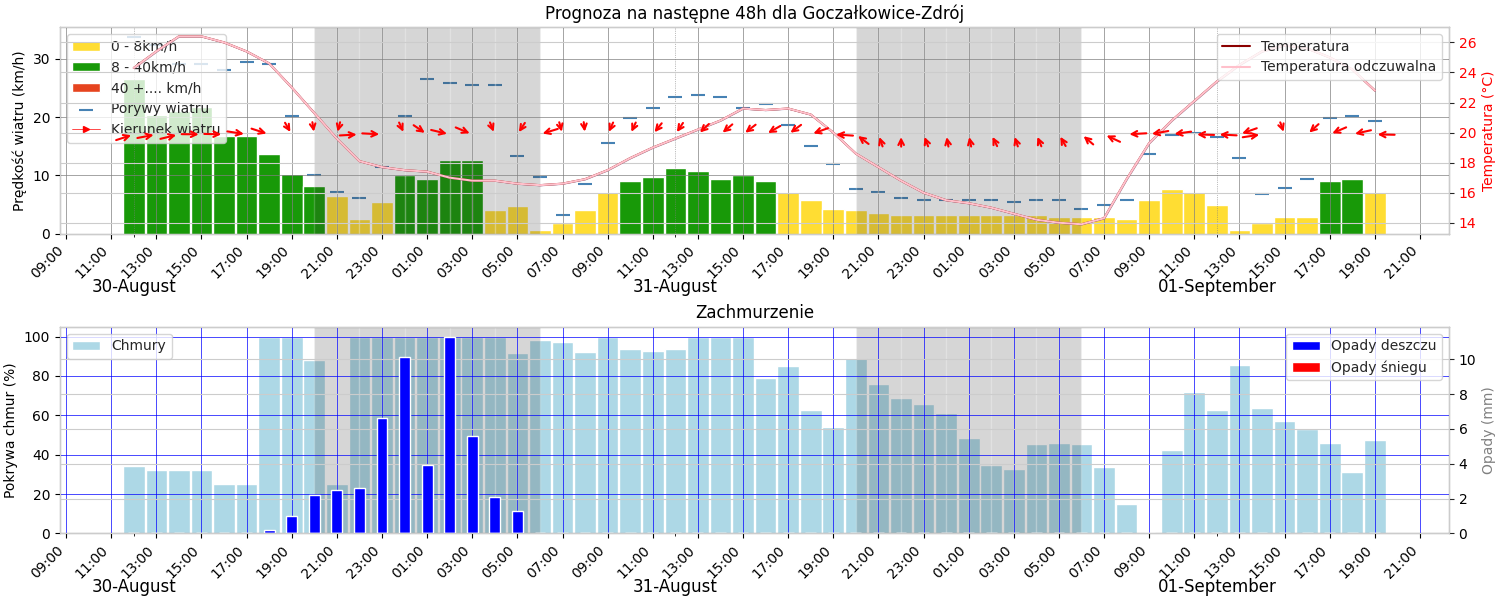 Prognoza na następne 48h dla Goczałkowice-Zdrój
Prędkość wiatru (km/h)
30
20
10
0
0 - 8km/h
8 - 40km/h
40 +.... km/h
Porywy wiatru
Kierunek wiatru
Temperatura
Temperatura odczuwalna
26
24
22
20
18
16
14
Temperatura (°C)
09:00 11:00 13:00 15:00 17:00 19:00 21:00 23:00 01:00 03:00 05:00 07:00 09:00 11:00 13:00 15:00 17:00 19:00 21:00 23:00 01:00 03:00 05:00 07:00 09:00 11:00 13:00 15:00 17:00 19:00 21:00
30-August 31-August 01-September
Zachmurzenie
Pokrywa chmur (%)
100
80
60
40
20
0
Chmury
Opady deszczu
Opady śniegu
10
8
6
4
2
0
Opady (mm)
09:00 11:00 13:00 15:00 17:00 19:00 21:00 23:00 01:00 03:00 05:00 07:00 09:00 11:00 13:00 15:00 17:00 19:00 21:00 23:00 01:00 03:00 05:00 07:00 09:00 11:00 13:00 15:00 17:00 19:00 21:00
30-August 31-August 01-September